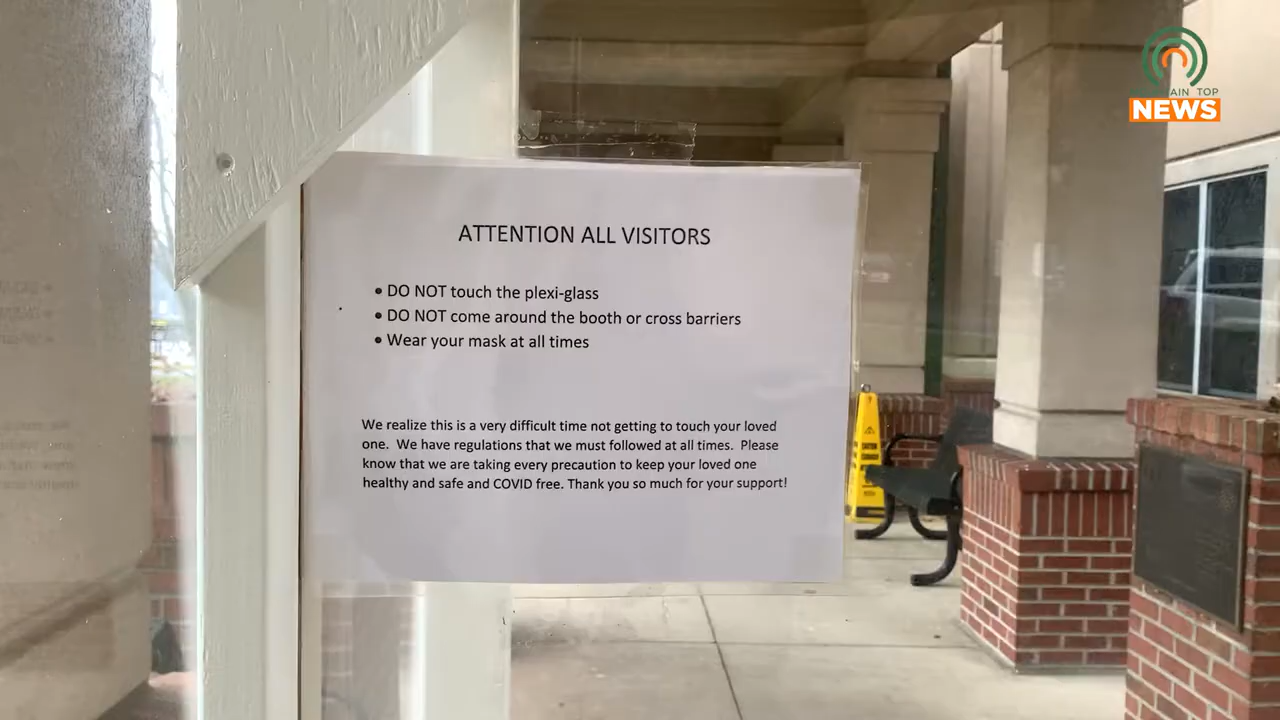 AIN TOP
NEWS
ATTENTION ALL VISITORS
• DO NOT touch the plexi-glass
• DO NOT come around the booth or cross barriers
• Wear your mask at all times
We realize this is a very difficult time not getting to touch your loved
one. We have regulations that we must followed at all times. Please
know that we are taking every precaution to keep your loved one
healthy and safe and COVID free. Thank you so much for your support!
CAUTION